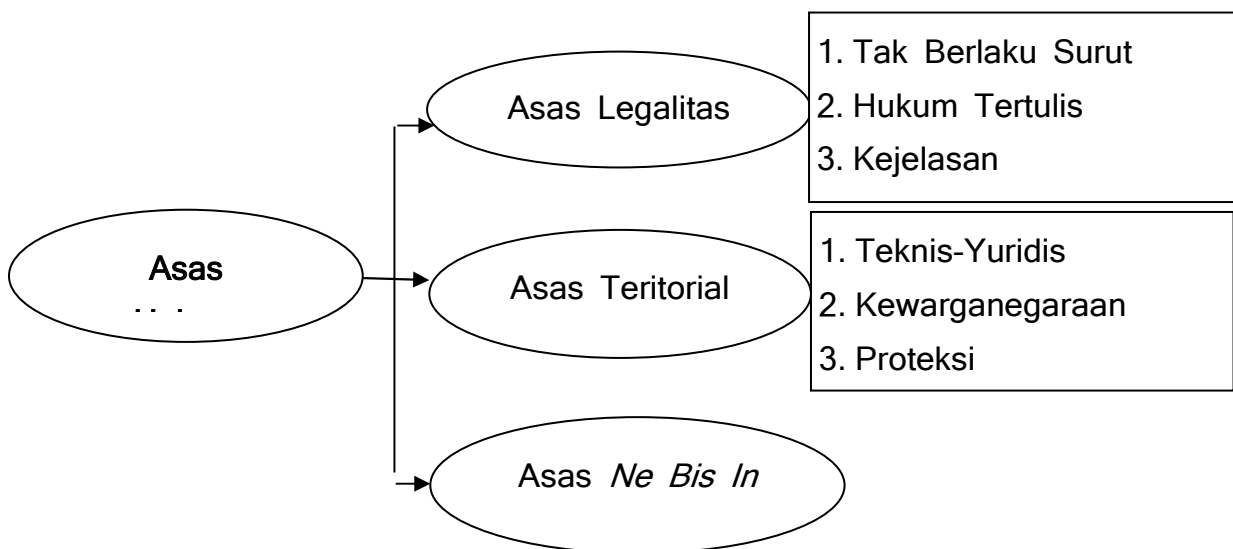 Asas
Asas Legalitas
1. Tak Berlaku Surut
2. Hukum Tertulis
3. Kejelasan
Asas Teritorial
1. Teknis-Yuridis
2. Kewarganegaraan
3. Proteksi
Asas Ne Bis In